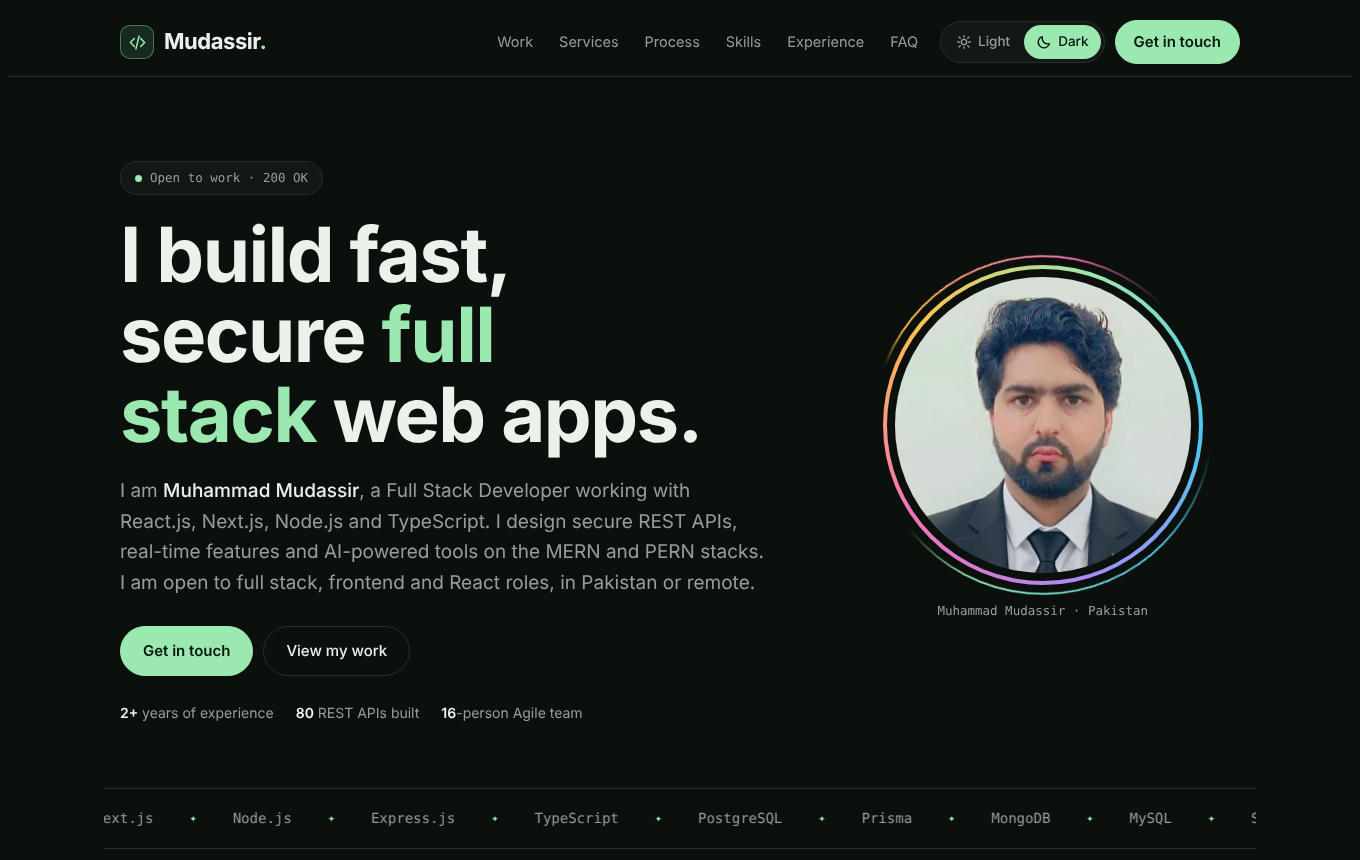 Mudassir.
Work Services Process Skills Experience FAQ Light Dark Get in touch
Open to work · 200 OK
I build fast,
secure full
stack web apps.
I am Muhammad Mudassir, a Full Stack Developer working with
React.js, Next.js, Node.js and TypeScript. I design secure REST APIs,
real-time features and AI-powered tools on the MERN and PERN stacks.
I am open to full stack, frontend and React roles, in Pakistan or remote.
Muhammad Mudassir · Pakistan
Get in touch View my work
2+ years of experience 80 REST APIs built 16-person Agile team
ext.js ✦ Node.js ✦ Express.js ✦ TypeScript ✦ PostgreSQL ✦ Prisma ✦ MongoDB ✦ MySQL ✦